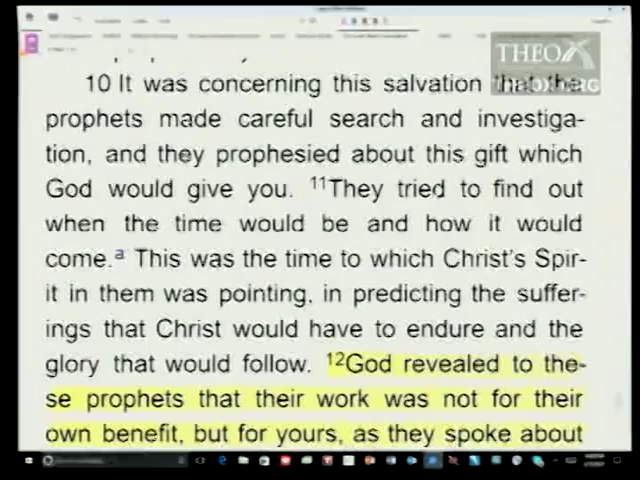 THEOX
THEOX.ORG
10 It was concerning this salvation that the
prophets made careful search and investiga-
tion, and they prophesied about this gift which
God would give you. 11They tried to find out
when the time would be and how it would
come.a This was the time to which Christ's Spir-
it in them was pointing, in predicting the suffer-
ings that Christ would have to endure and the
glory that would follow. 12God revealed to the-
se prophets that their work was not for their
own benefit, but for yours, as they spoke about